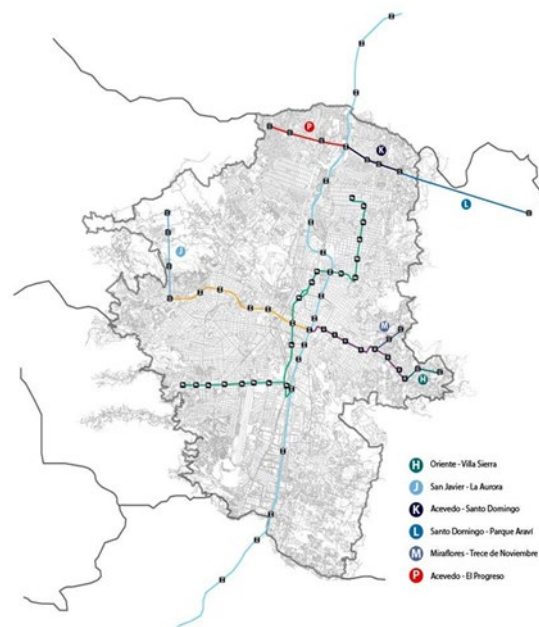 P
K
L
J
M
H
H Oriente - Villa Sierra
J San Javier - La Aurora
K Acevedo - Santo Domingo
L Santo Domingo - Parque Araví
M Miraflores - Trece de Noviembre
P Acevedo - El Progreso